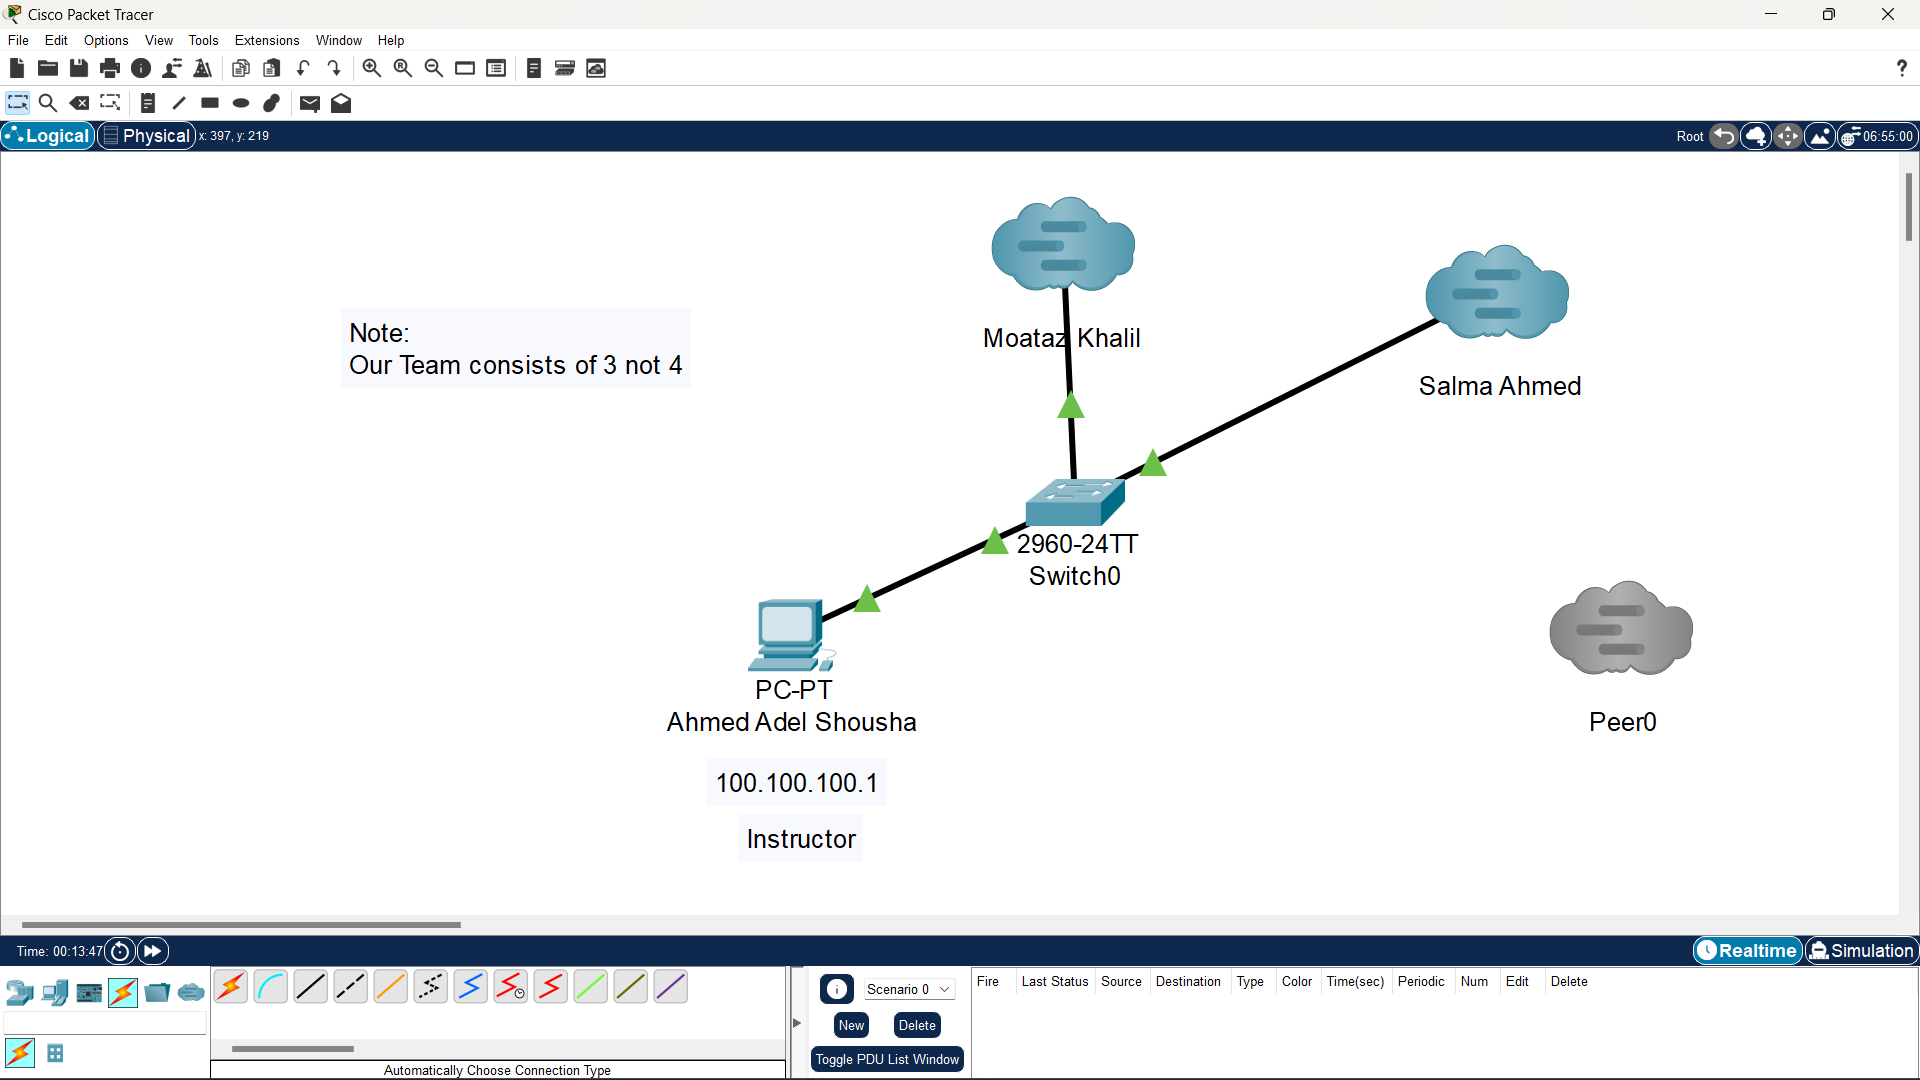 Cisco Packet Tracer
File Edit Options View Tools Extensions Window Help
?
Logical Physical x: 397, y: 219 Root 06:55:00
Note:
Our Team consists of 3 not 4
Moataz Khalil
Salma Ahmed
2960-24TT
Switch0
PC-PT
Ahmed Adel Shousha
100.100.100.1
Instructor
Peer0
Time: 00:13:47 Realtime Simulation
Scenario 0
New Delete
Toggle PDU List Window
Fire Last Status Source Destination Type Color Time(sec) Periodic Num Edit Delete
Automatically Choose Connection Type